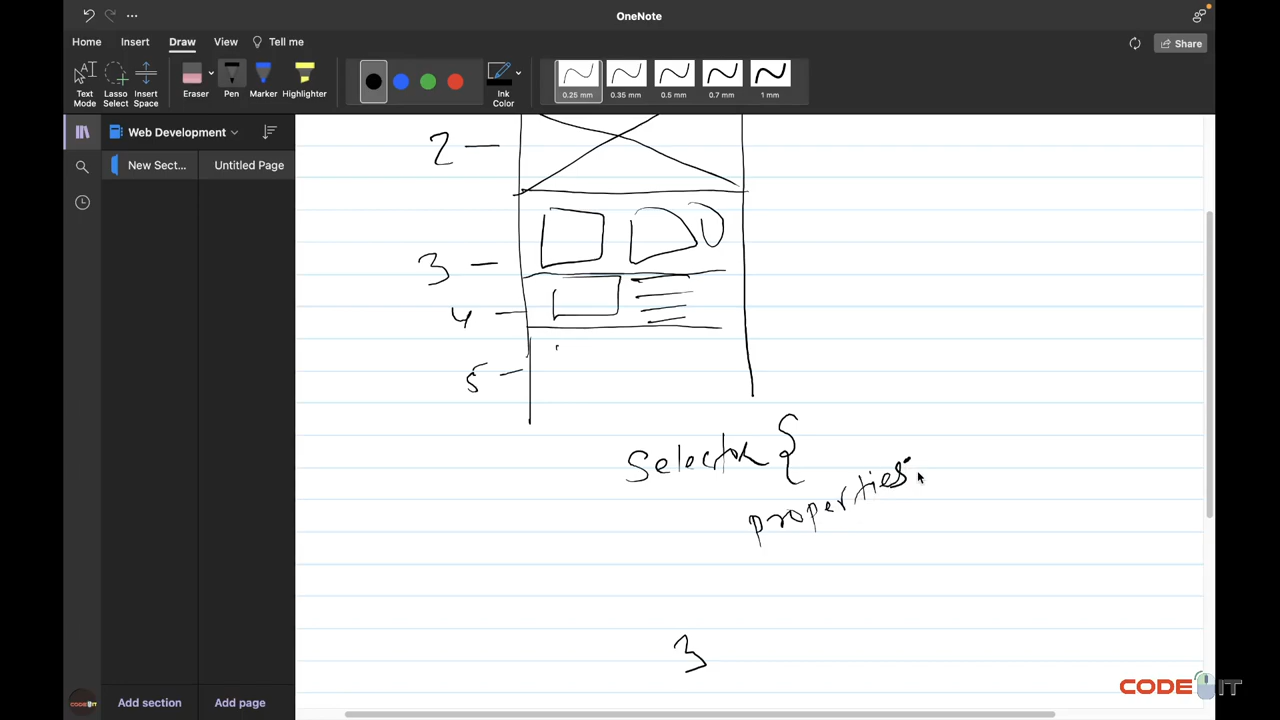 OneNote
Home Insert Draw View Tell me
Share
Text Mode
Lasso Select
Insert Space
Eraser
Pen
Marker
Highlighter
Ink Color
0.25 mm 0.35 mm 0.5 mm 0.7 mm 1 mm
Web Development
New Sect... Untitled Page
2 —
3 —
4 —
5 —
Selector {
properties:
}
Add section Add page
CODE IT